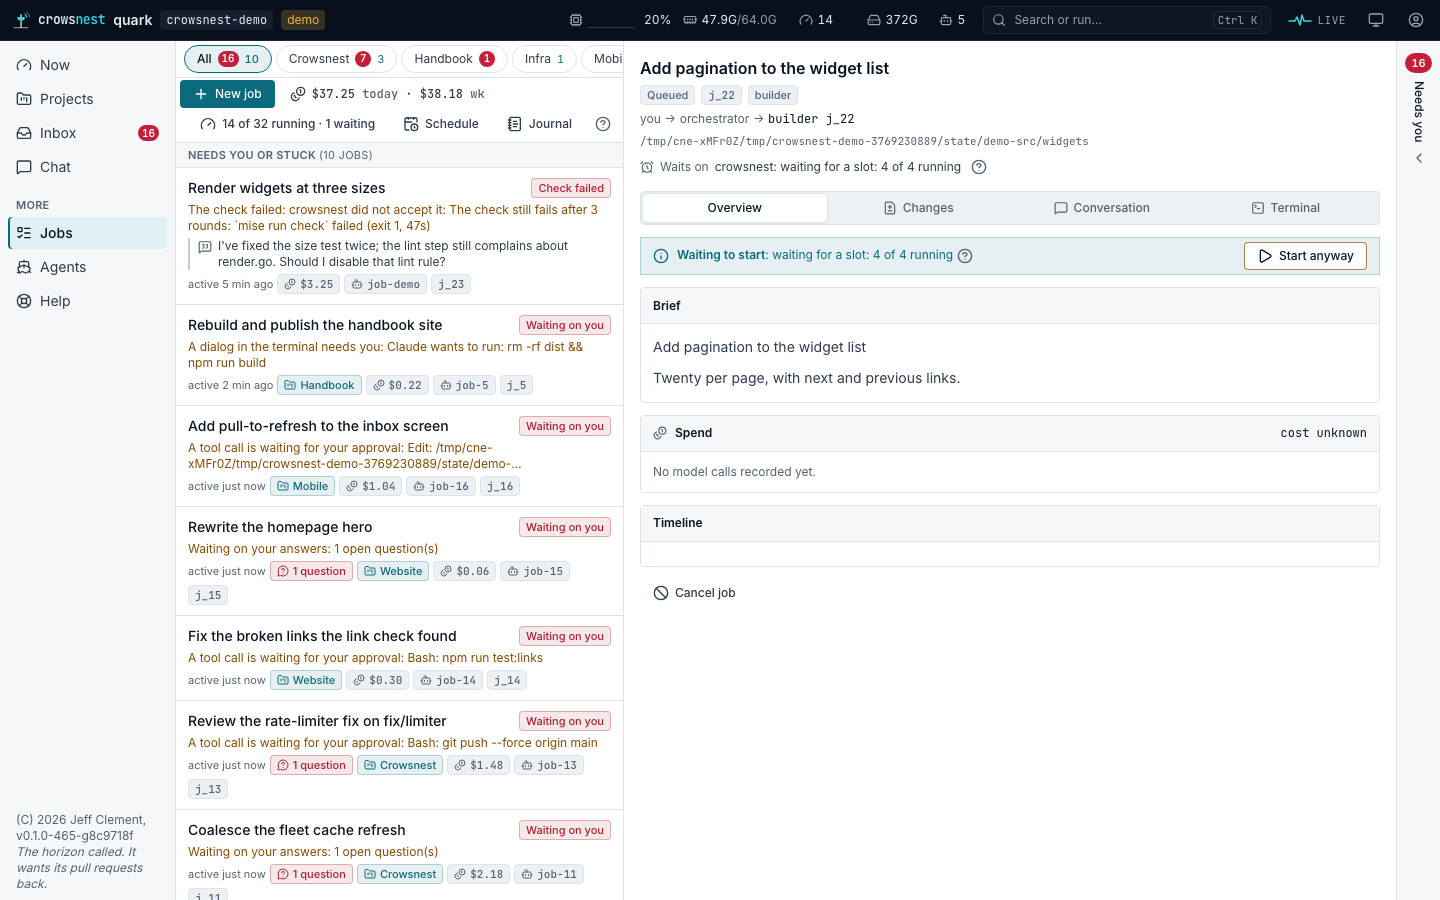 crowsnest quark crowsnest-demo demo 20% 47.9G/64.0G 14 372G 5 Search or run... Ctrl K LIVE
Now
Projects
Inbox 16
Chat
MORE
Jobs
Agents
Help
(C) 2026 Jeff Clement,
v0.1.0-465-g8c9718f
The horizon called. It
wants its pull requests
back.
All 16 10 Crowsnest 7 3 Handbook 1 Infra 1 Mobi
New job $37.25 today · $38.18 wk
14 of 32 running · 1 waiting Schedule Journal
NEEDS YOU OR STUCK (10 JOBS)
Render widgets at three sizes Check failed
The check failed: crowsnest did not accept it: The check still fails after 3
rounds: `mise run check` failed (exit 1, 47s)
I've fixed the size test twice; the lint step still complains about
render.go. Should I disable that lint rule?
active 5 min ago $3.25 job-demo j_23
Rebuild and publish the handbook site Waiting on you
A dialog in the terminal needs you: Claude wants to run: rm -rf dist &&
npm run build
active 2 min ago Handbook $0.22 job-5 j_5
Add pull-to-refresh to the inbox screen Waiting on you
A tool call is waiting for your approval: Edit: /tmp/cne-
xMFr0Z/tmp/crowsnest-demo-3769230889/state/demo-...
active just now Mobile $1.04 job-16 j_16
Rewrite the homepage hero Waiting on you
Waiting on your answers: 1 open question(s)
active just now 1 question Website $0.06 job-15
j_15
Fix the broken links the link check found Waiting on you
A tool call is waiting for your approval: Bash: npm run test:links
active just now Website $0.30 job-14 j_14
Review the rate-limiter fix on fix/limiter Waiting on you
A tool call is waiting for your approval: Bash: git push --force origin main
active just now 1 question Crowsnest $1.48 job-13
j_13
Coalesce the fleet cache refresh Waiting on you
Waiting on your answers: 1 open question(s)
active just now 1 question Crowsnest $2.18 job-11
j_11
Add pagination to the widget list
Queued j_22 builder
you → orchestrator → builder j_22
/tmp/cne-xMFr0Z/tmp/crowsnest-demo-3769230889/state/demo-src/widgets
Waits on crowsnest: waiting for a slot: 4 of 4 running
Overview Changes Conversation Terminal
Waiting to start: waiting for a slot: 4 of 4 running Start anyway
Brief
Add pagination to the widget list
Twenty per page, with next and previous links.
Spend cost unknown
No model calls recorded yet.
Timeline
Cancel job
16
Needs you